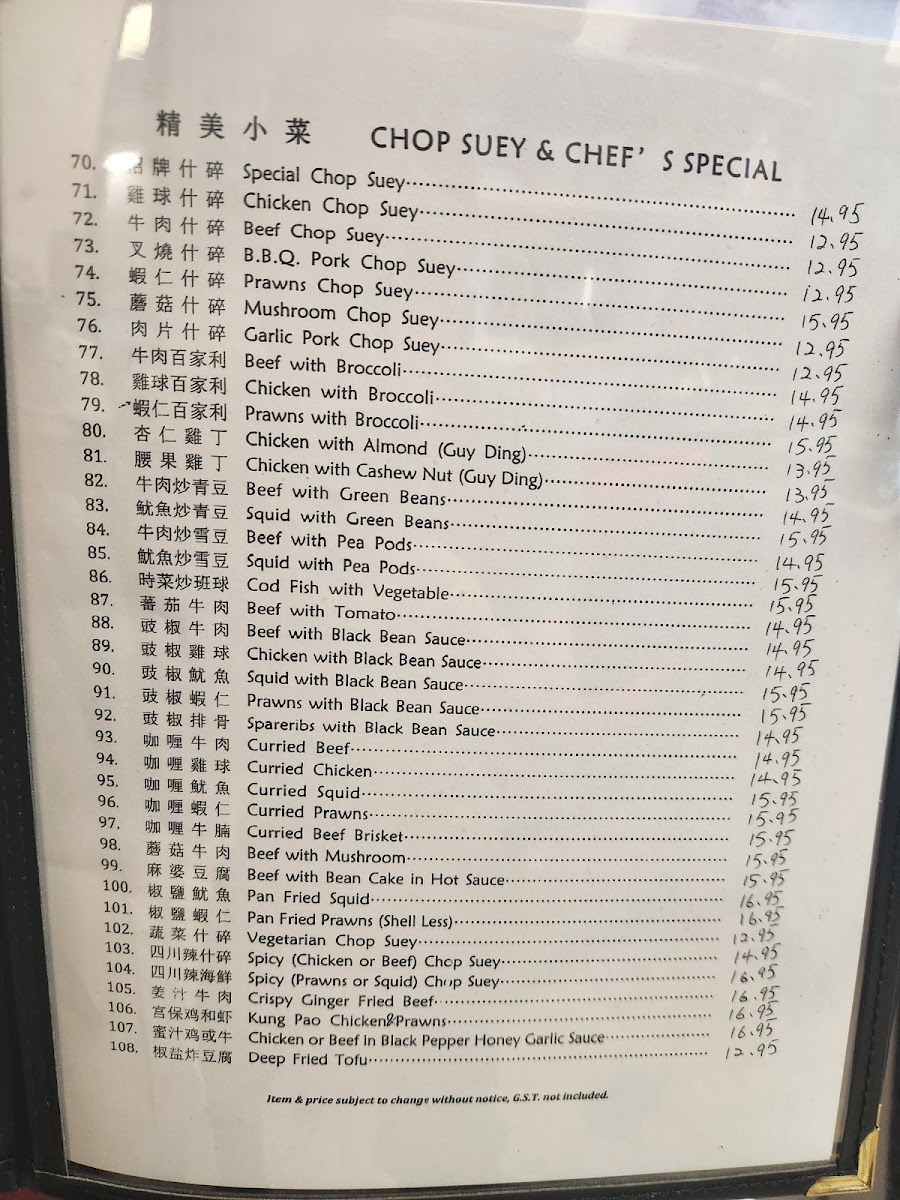 精美小菜 CHOP SUEY & CHEF'S SPECIAL
70. 招牌什碎 Special Chop Suey 14.95
71. 雞球什碎 Chicken Chop Suey 12.95
72. 牛肉什碎 Beef Chop Suey 12.95
73. 叉燒什碎 B.B.Q. Pork Chop Suey 12.95
74. 蝦仁什碎 Prawns Chop Suey 15.95
75. 蘑菇什碎 Mushroom Chop Suey 12.95
76. 肉片什碎 Garlic Pork Chop Suey 12.95
77. 牛肉百家利 Beef with Broccoli 14.95
78. 雞球百家利 Chicken with Broccoli 14.95
79. 蝦仁百家利 Prawns with Broccoli 15.95
80. 杏仁雞丁 Chicken with Almond (Guy Ding) 13.95
81. 腰果雞丁 Chicken with Cashew Nut (Guy Ding) 13.95
82. 牛肉炒青豆 Beef with Green Beans 14.95
83. 魷魚炒青豆 Squid with Green Beans 15.95
84. 牛肉炒雪豆 Beef with Pea Pods 14.95
85. 魷魚炒雪豆 Squid with Pea Pods 15.95
86. 時菜炒班球 Cod Fish with Vegetable 15.95
87. 蕃茄牛肉 Beef with Tomato 14.95
88. 豉椒牛肉 Beef with Black Bean Sauce 14.95
89. 豉椒雞球 Chicken with Black Bean Sauce 14.95
90. 豉椒魷魚 Squid with Black Bean Sauce 15.95
91. 豉椒蝦仁 Prawns with Black Bean Sauce 15.95
92. 豉椒排骨 Spareribs with Black Bean Sauce 14.95
93. 咖喱牛肉 Curried Beef 14.95
94. 咖喱雞球 Curried Chicken 14.95
95. 咖喱魷魚 Curried Squid 15.95
96. 咖喱蝦仁 Curried Prawns 15.95
97. 咖喱牛腩 Curried Beef Brisket 15.95
98. 蘑菇牛肉 Beef with Mushroom 15.95
99. 麻婆豆腐 Beef with Bean Cake in Hot Sauce 15.95
100. 椒鹽魷魚 Pan Fried Squid 16.95
101. 椒鹽蝦仁 Pan Fried Prawns (Shell Less) 16.95
102. 蔬菜什碎 Vegetarian Chop Suey 12.95
103. 四川辣什碎 Spicy (Chicken or Beef) Chop Suey 14.95
104. 四川辣海鮮 Spicy (Prawns or Squid) Chop Suey 16.95
105. 姜汁牛肉 Crispy Ginger Fried Beef 16.95
106. 宫保鸡和虾 Kung Pao Chicken&Prawns 16.95
107. 蜜汁鸡或牛 Chicken or Beef in Black Pepper Honey Garlic Sauce 16.95
108. 椒盐炸豆腐 Deep Fried Tofu 12.95
Item & price subject to change without notice, G.S.T. not included.